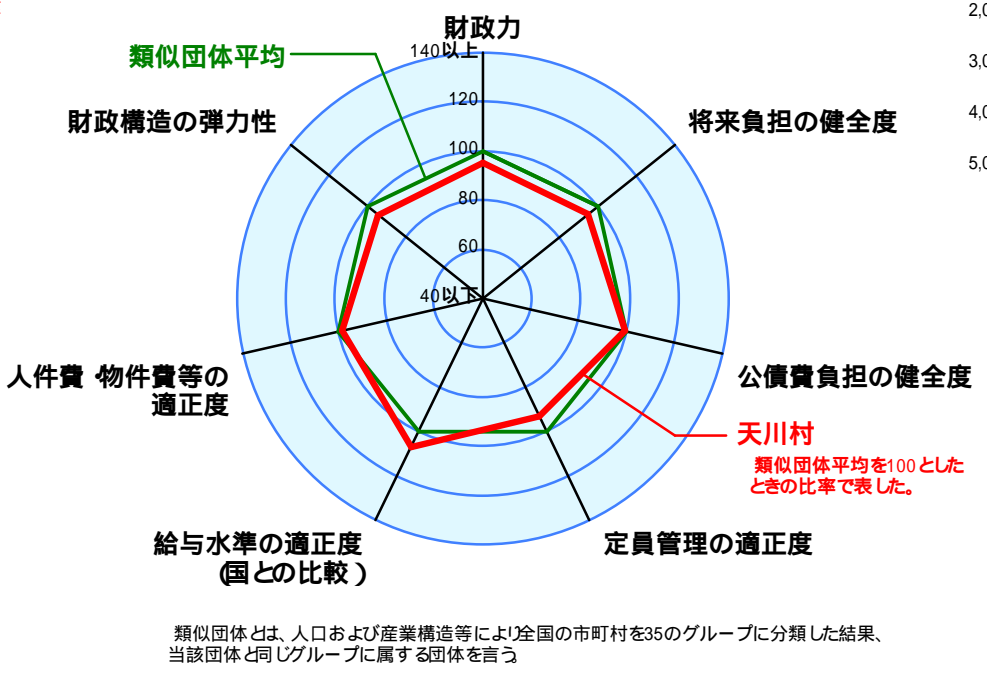 財政力
2,0
140以上
類似団体平均
3,0
120
4,0
財政構造の弾力性
将来負担の健全度
100
5,0
80
60
40以下
人件費・物件費等の
適正度
公債費負担の健全度
天川村
類似団体平均を100とした
ときの比率で表した。
給与水準の適正度
(国との比較)
定員管理の適正度
類似団体とは、人口および産業構造等により全国の市町村を35のグループに分類した結果、
当該団体と同じグループに属する団体を言う